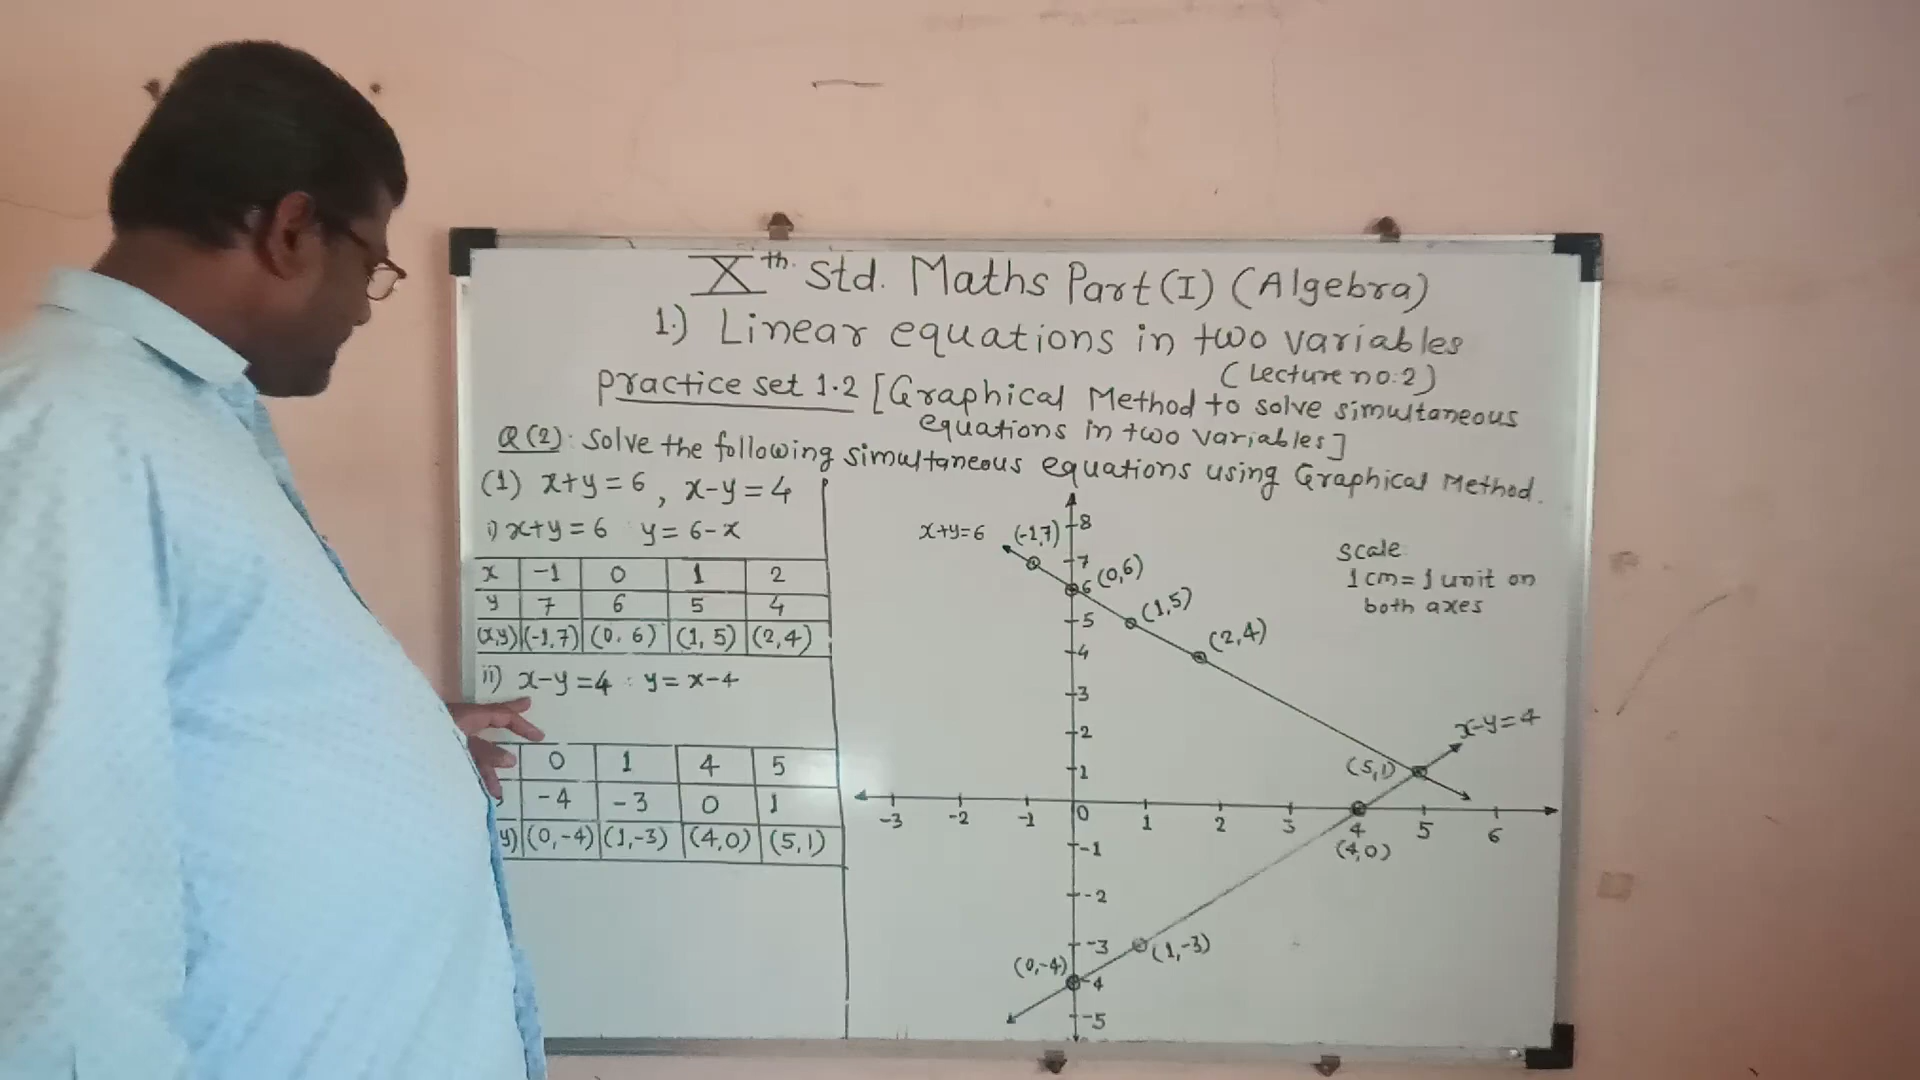 Xth. Std. Maths Part (I) (Algebra)
1.) Linear equations in two variables
(Lecture no:2)
Practice set 1.2 [Graphical Method to solve simultaneous
equations in two variables]
Q(2): Solve the following simultaneous equations using Graphical Method.
(1) x+y=6, x-y=4
i) x+y=6 y=6-x
x -1 0 1 2
y 7 6 5 4
(x,y) (-1,7) (0,6) (1,5) (2,4)
ii) x-y=4 : y=x-4
0 1 4 5
-4 -3 0 1
y) (0,-4) (1,-3) (4,0) (5,1)
x+y=6 (-1,7) 8
7
6 (0,6)
5 (1,5)
4 (2,4)
3
2
1
x-y=4
(5,1)
-3 -2 -1 0 1 2 3 4 5 6
(4,0)
-1
-2
-3 (1,-3)
(0,-4) -4
-5
Scale
1 cm = 1 unit on
both axes